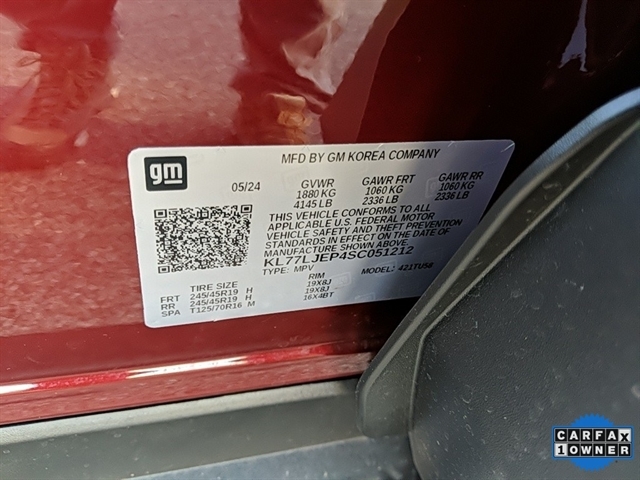 gm
MFD BY GM KOREA COMPANY
05/24 GVWR GAWR FRT GAWR RR
1880 KG 1060 KG 1060 KG
4145 LB 2336 LB 2336 LB
THIS VEHICLE CONFORMS TO ALL
APPLICABLE U.S. FEDERAL MOTOR
VEHICLE SAFETY AND THEFT PREVENTION
STANDARDS IN EFFECT ON THE DATE OF
MANUFACTURE SHOWN ABOVE.
KL77LJEP4SC051212
TYPE: MPV MODEL: 4211U58
TIRE SIZE RIM
FRT 245/45R19 H 19X8J
RR 245/45R19 H 19X8J
SPA T125/70R16 M 16X4BT
CARFAX
1 OWNER